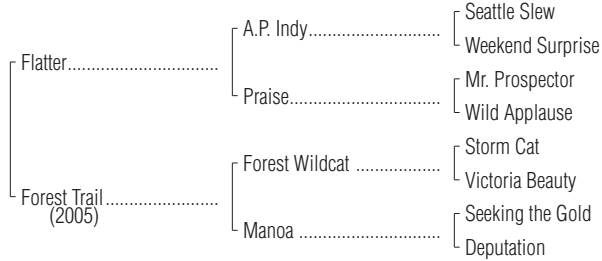 Seattle Slew
A.P. Indy
Weekend Surprise
Flatter
Mr. Prospector
Praise
Wild Applause
Storm Cat
Forest Wildcat
Victoria Beauty
Forest Trail
(2005)
Seeking the Gold
Manoa
Deputation